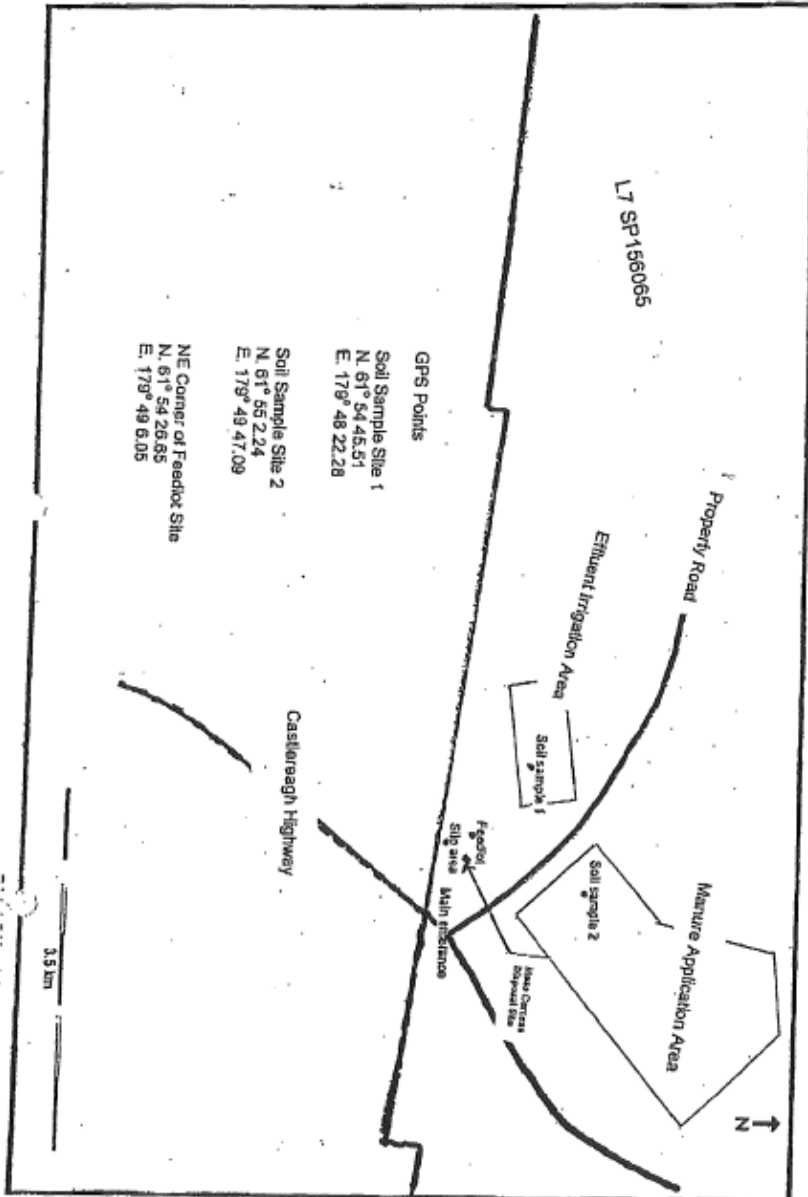 L7 SP156065
Property Road
Effluent Irrigation Area
Soil sample 1
Manure Application Area
Soil sample 2
Feedlot
Silo area
Main entrance
Mass Carcass
Disposal Site
N
Castlereagh Highway
GPS Points
Soil Sample Site 1
N. 61° 54 45.51
E. 179° 48 22.28
Soil Sample Site 2
N. 61° 55 2.24
E. 179° 49 47.09
NE Corner of Feedlot Site
N. 61° 54 26.65
E. 179° 49 6.05
3.5 km